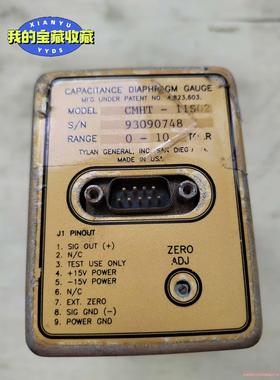 XIANYU
我的宝藏收藏
YYDS
CAPACITANCE DIAPHRAGM GAUGE
MFG UNDER PATENT NO. 4,823,603.
MODEL CMHT - 11S02
S/N 93090748
RANGE 0 - 10
TYLAN GENERAL, INC. SAN DIEGO
MADE IN USA
J1 PINOUT
1. SIG OUT (+)
2. N/C
3. TEST USE ONLY
4. +15V POWER
5. -15V POWER
6. N/C
7. EXT. ZERO
8. SIG GND (-)
9. POWER GND
ZERO
ADJ